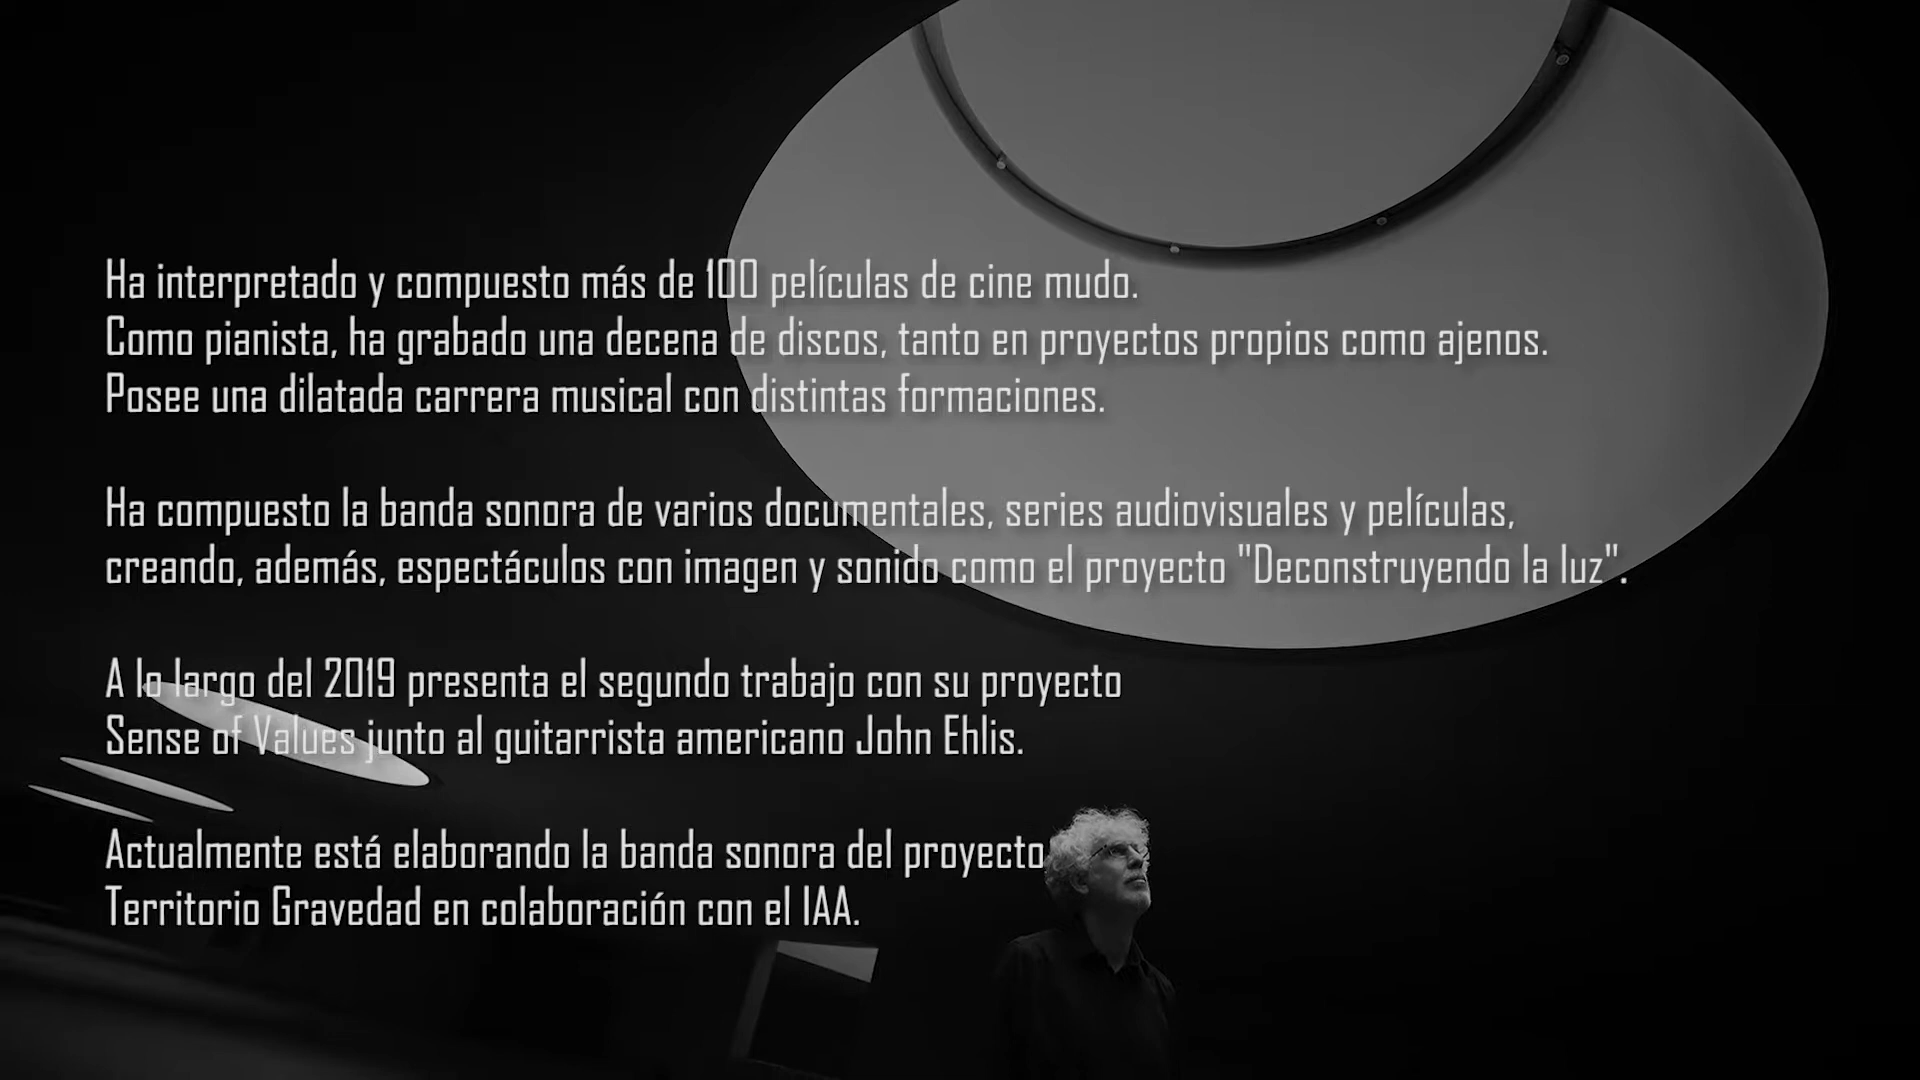 Ha interpretado y compuesto más de 100 películas de cine mudo.
Como pianista, ha grabado una decena de discos, tanto en proyectos propios como ajenos.
Posee una dilatada carrera musical con distintas formaciones.
Ha compuesto la banda sonora de varios documentales, series audiovisuales y películas,
creando, además, espectáculos con imagen y sonido como el proyecto "Deconstruyendo la luz".
A lo largo del 2019 presenta el segundo trabajo con su proyecto
Sense of Values junto al guitarrista americano John Ehlis.
Actualmente está elaborando la banda sonora del proyecto
Territorio Gravedad en colaboración con el IAA.